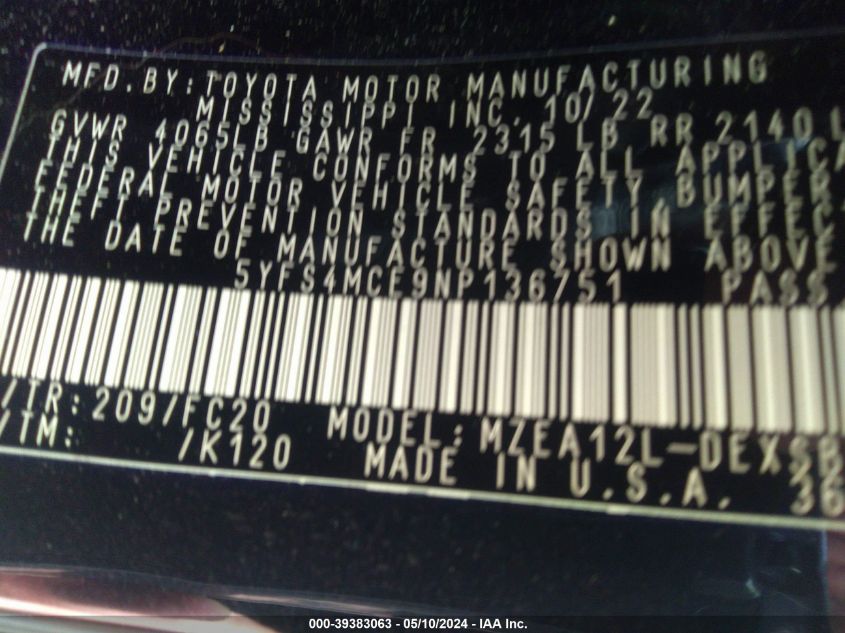 MFD.BY:TOYOTA MOTOR MANUFACTURING
MISSISSIPPI INC. 10/22
GVWR 4065LB GAWR FR 2315 LB RR 2140 L
THIS VEHICLE CONFORMS TO ALL APPLICA
FEDERAL MOTOR VEHICLE SAFETY,BUMPER,
THEFT PREVENTION STANDARDS IN EFFEC
THE DATE OF MANUFACTURE SHOWN ABOVE
5YFS4MCE9NP136751 PASS
/TR:209/FC20 MODEL:MZEA12L-DEXSB
/TM: /K120 MADE IN U.S.A. 36
000-39383063 - 05/10/2024 - IAA Inc.